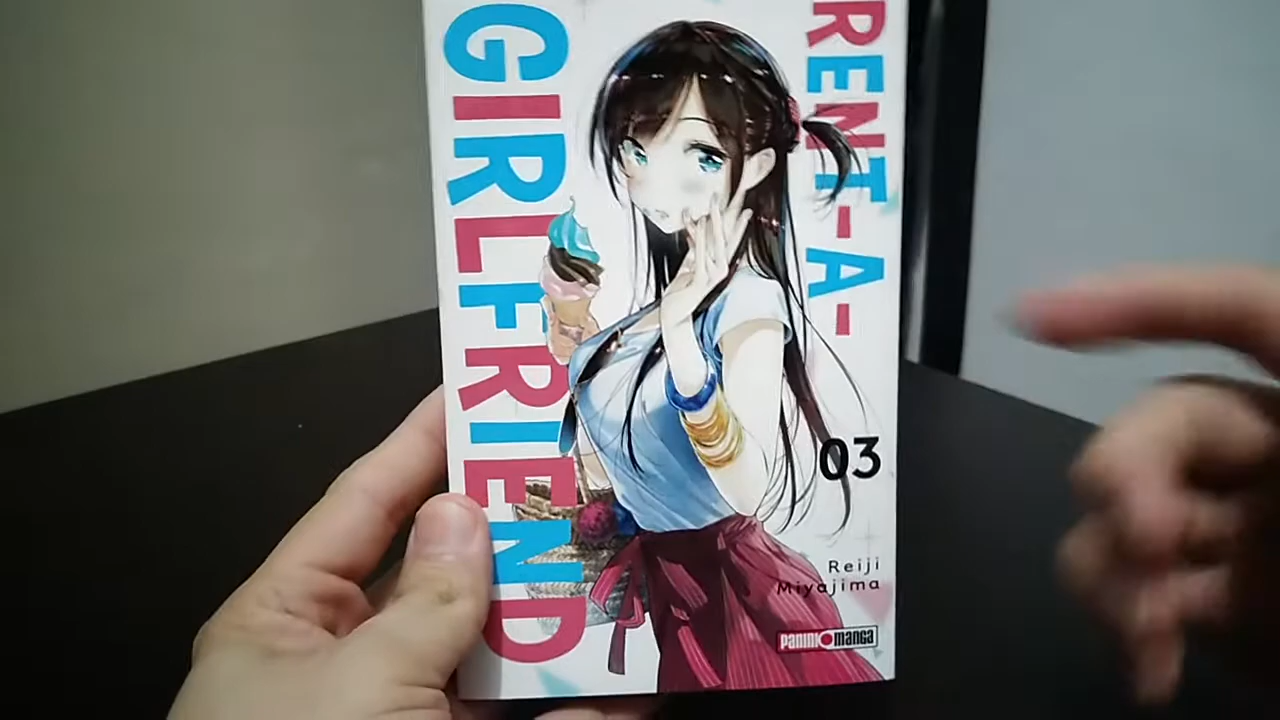 RENT-A-
GIRLFRIEND
03
Reiji
Miyajima
PANINI MANGA